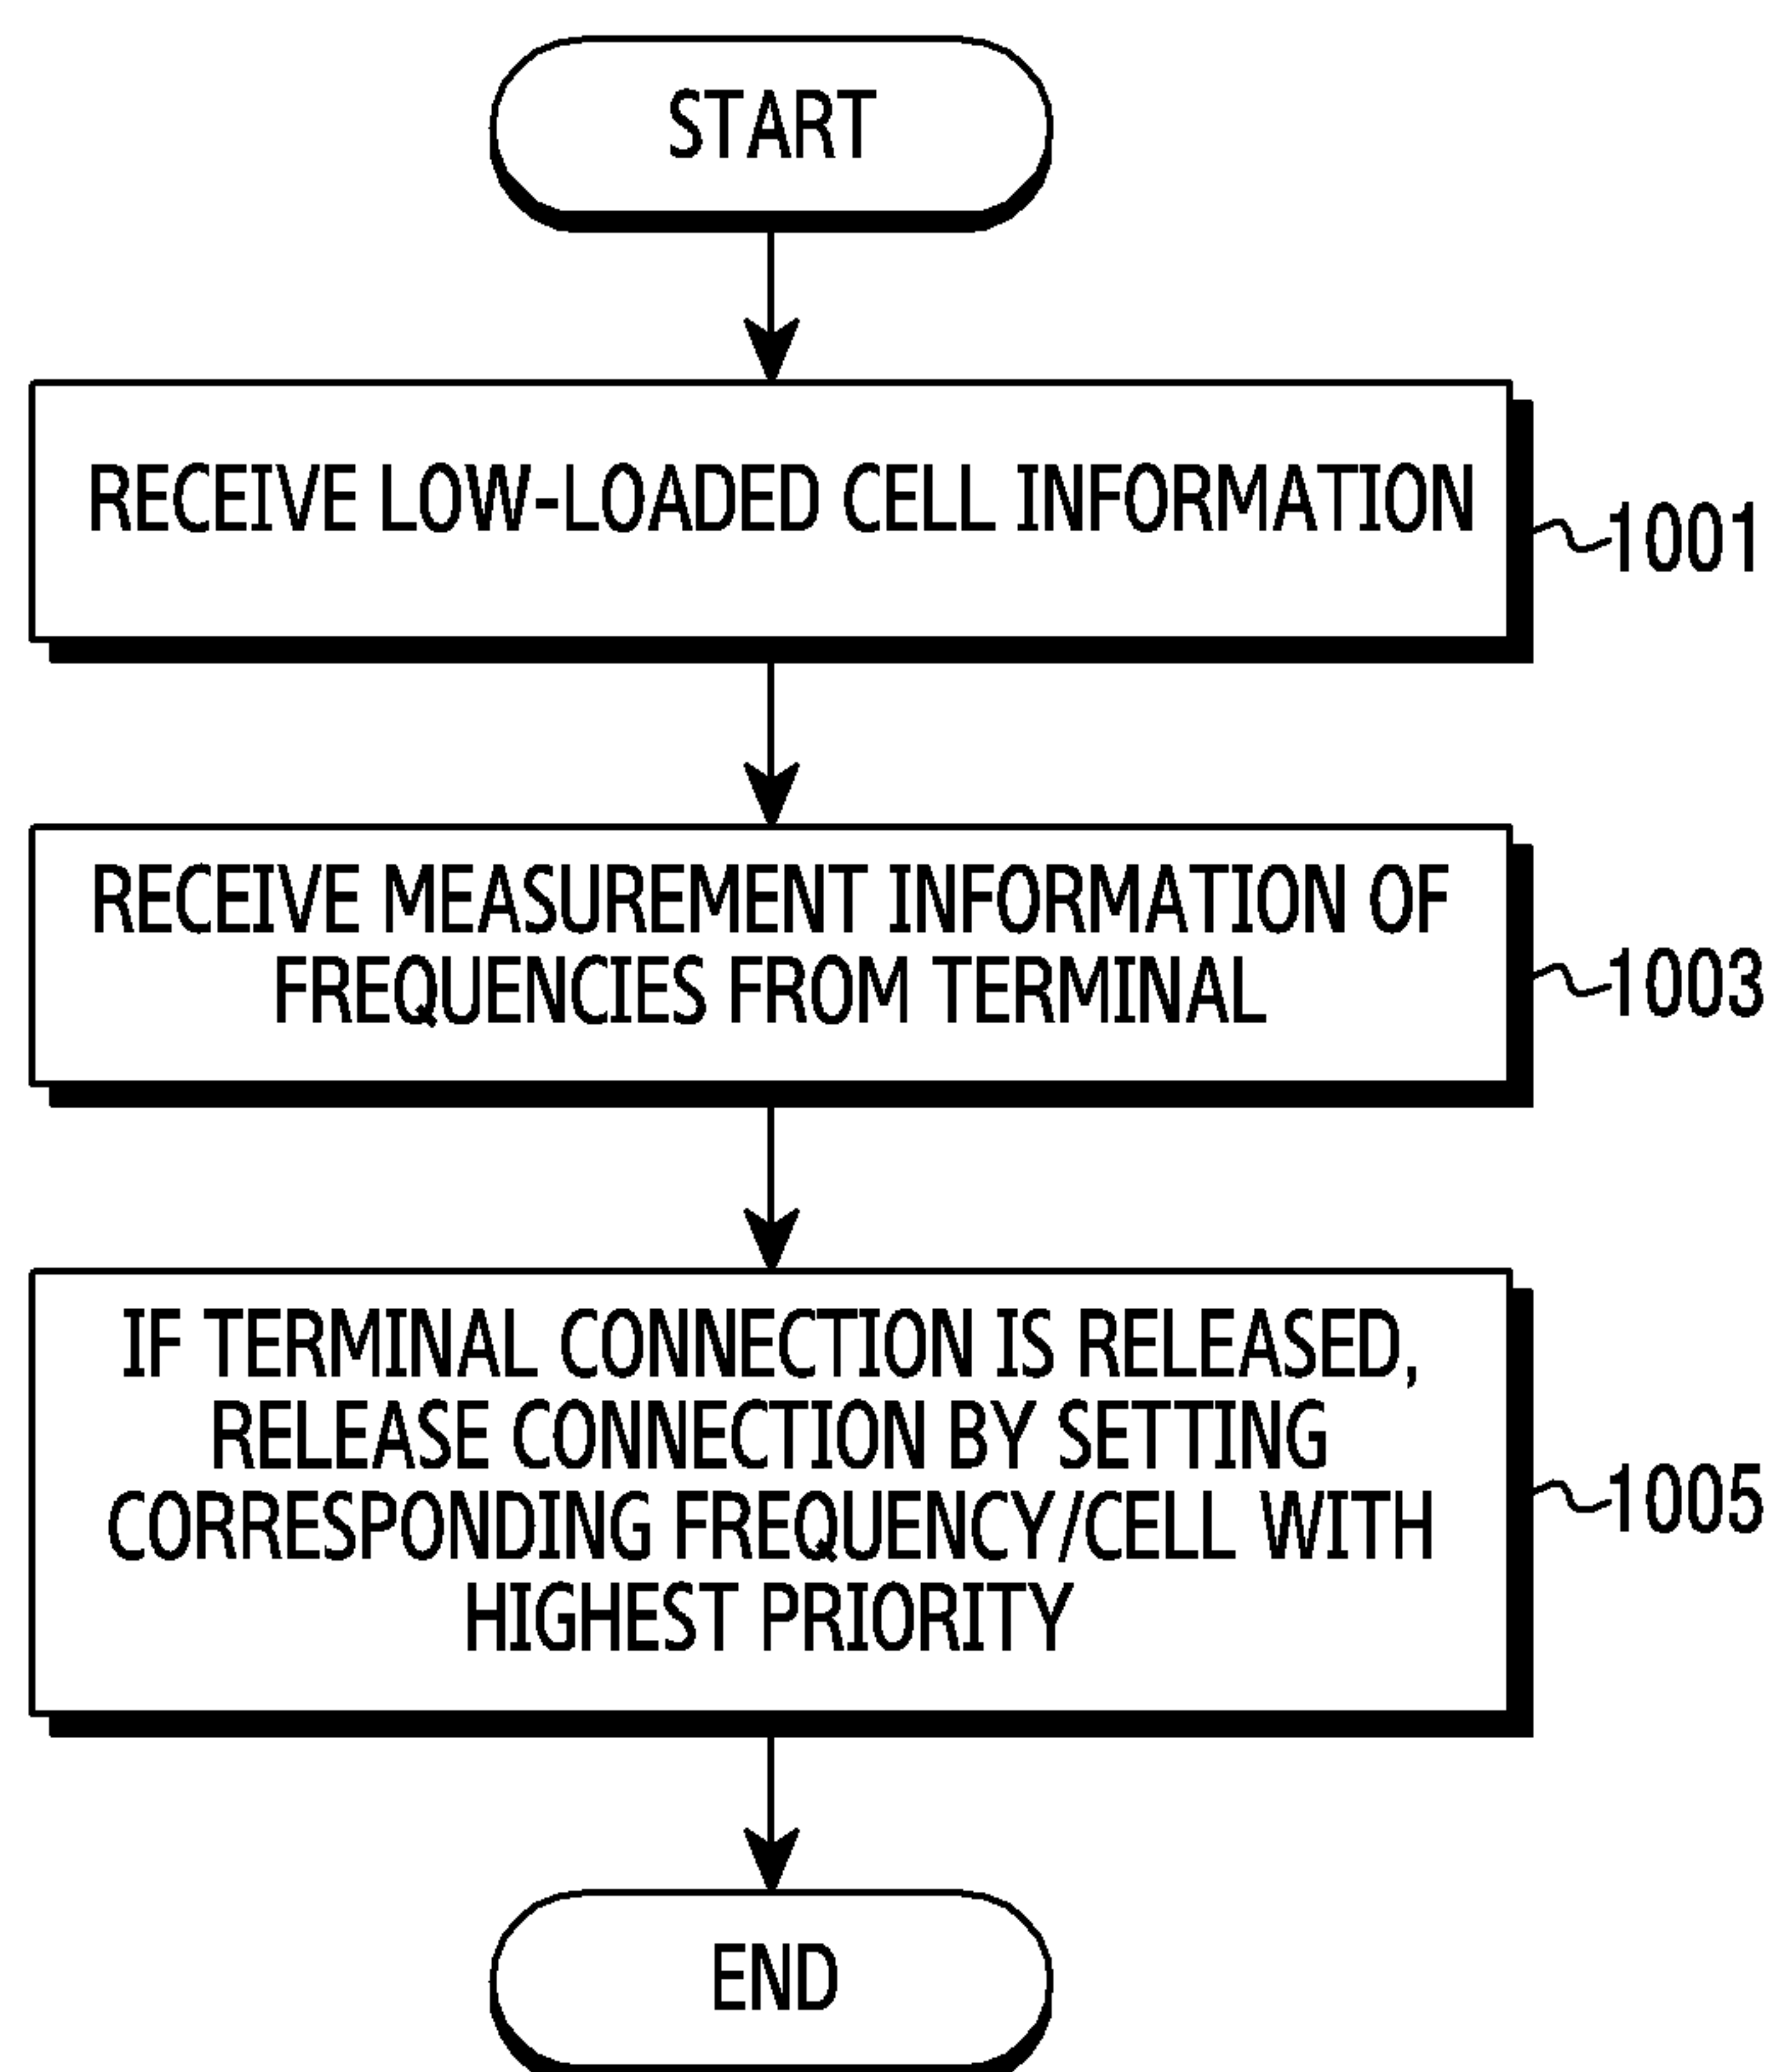 START
RECEIVE LOW-LOADED CELL INFORMATION
1001
RECEIVE MEASUREMENT INFORMATION OF
FREQUENCIES FROM TERMINAL
1003
IF TERMINAL CONNECTION IS RELEASED,
RELEASE CONNECTION BY SETTING
CORRESPONDING FREQUENCY/CELL WITH
HIGHEST PRIORITY
1005
END